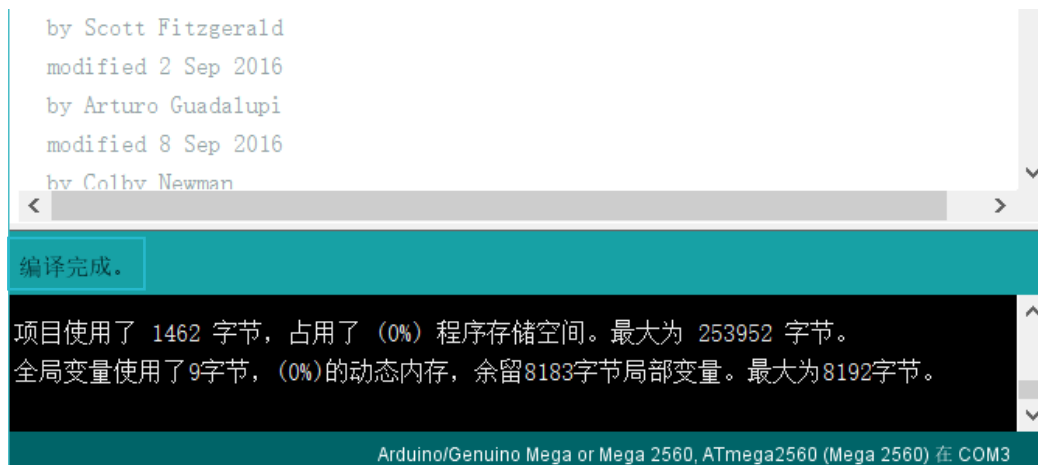 by Scott Fitzgerald
modified 2 Sep 2016
by Arturo Guadalupi
modified 8 Sep 2016
by Colby Newman
编译完成。
项目使用了 1462 字节，占用了 (0%) 程序存储空间。最大为 253952 字节。
全局变量使用了9字节，(0%)的动态内存，余留8183字节局部变量。最大为8192字节。
Arduino/Genuino Mega or Mega 2560, ATmega2560 (Mega 2560) 在 COM3